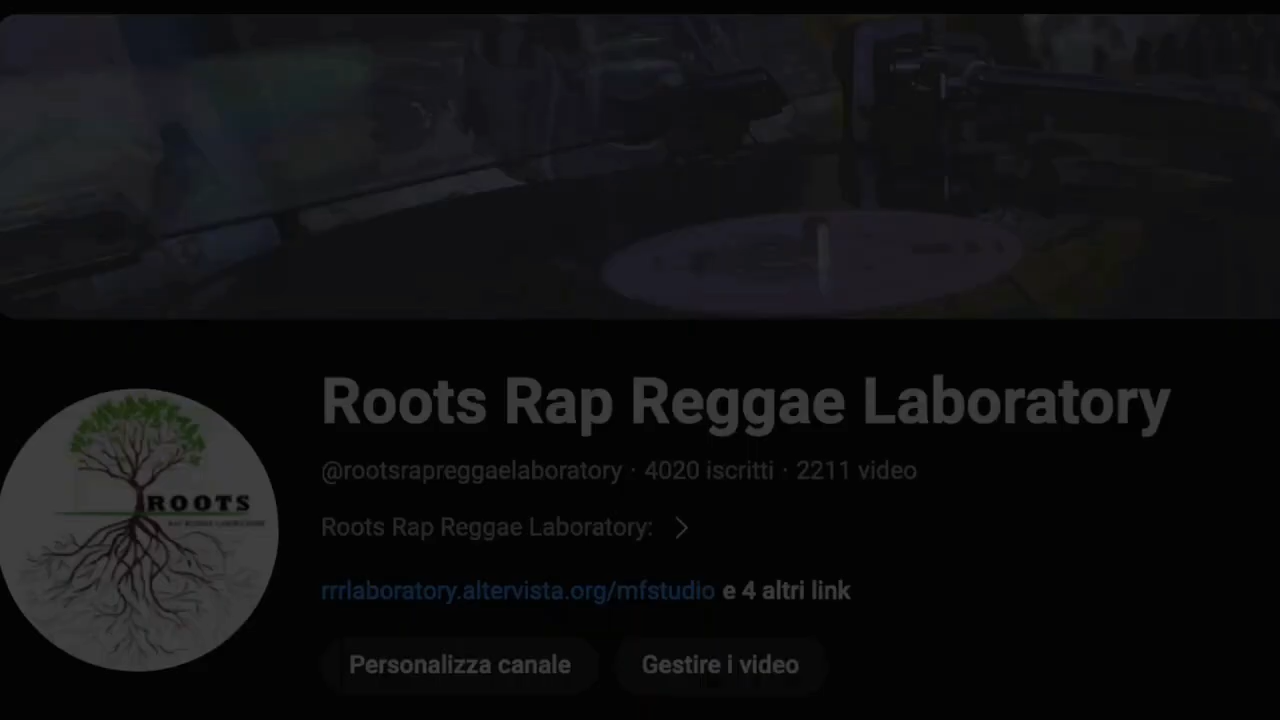 Roots Rap Reggae Laboratory
@rootsrapreggaelaboratory · 4020 iscritti · 2211 video
ROOTS
Roots Rap Reggae Laboratory:
rrrlaboratory.altervista.org/mfstudio e 4 altri link
Personalizza canale
Gestire i video